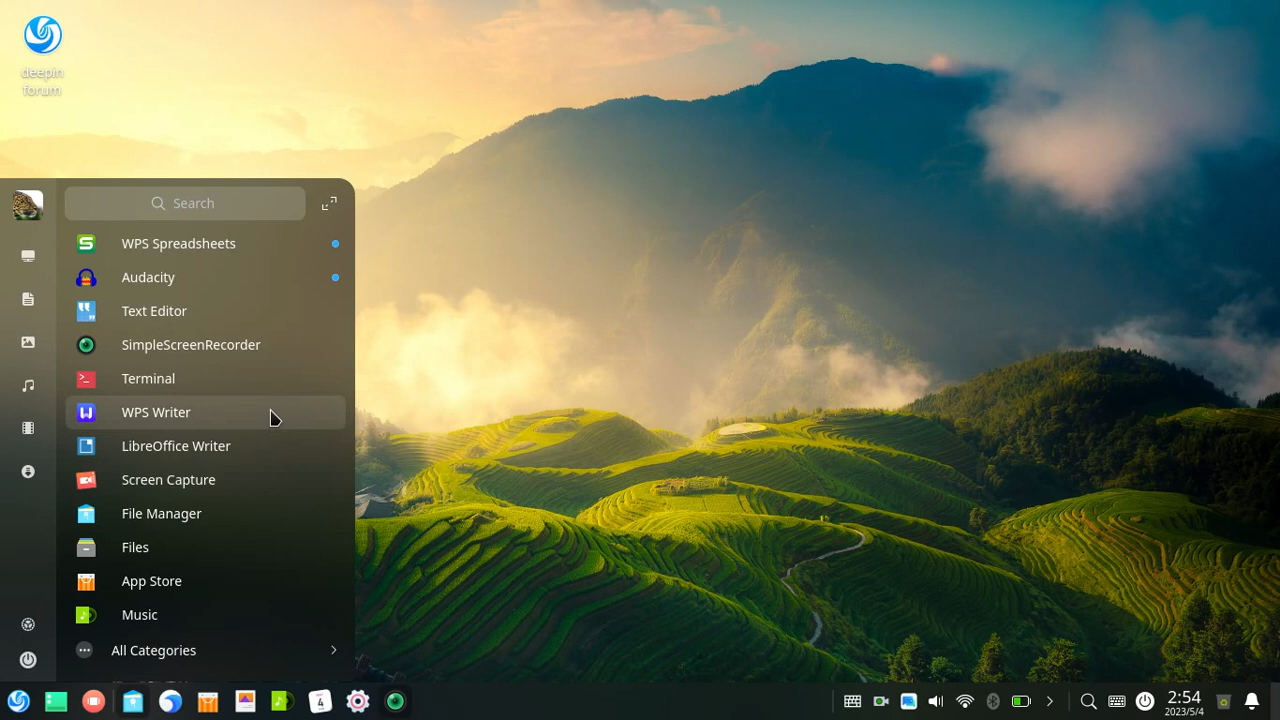 deepin
forum
Search
WPS Spreadsheets
Audacity
Text Editor
SimpleScreenRecorder
Terminal
WPS Writer
LibreOffice Writer
Screen Capture
File Manager
Files
App Store
Music
All Categories
4
2:54
2023/5/4